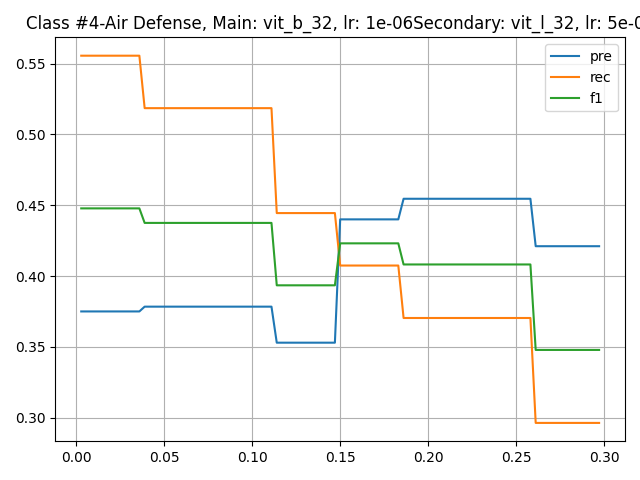 Class #4-Air Defense, Main: vit_b_32, lr: 1e-06Secondary: vit_l_32, lr: 5e-0
pre
rec
f1
0.55
0.50
0.45
0.40
0.35
0.30
0.00 0.05 0.10 0.15 0.20 0.25 0.30